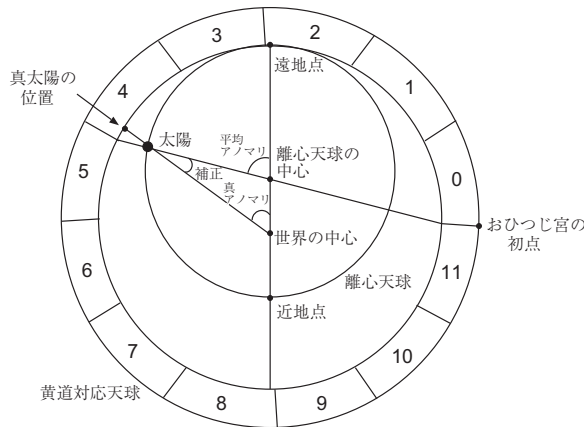 3
2
遠地点
真太陽の
位置
4
1
太陽
平均
アノマリ
離心天球の
中心
5
補正
真
アノマリ
0
おひつじ宮の
初点
世界の中心
6
11
離心天球
近地点
7
10
黄道対応天球
8
9